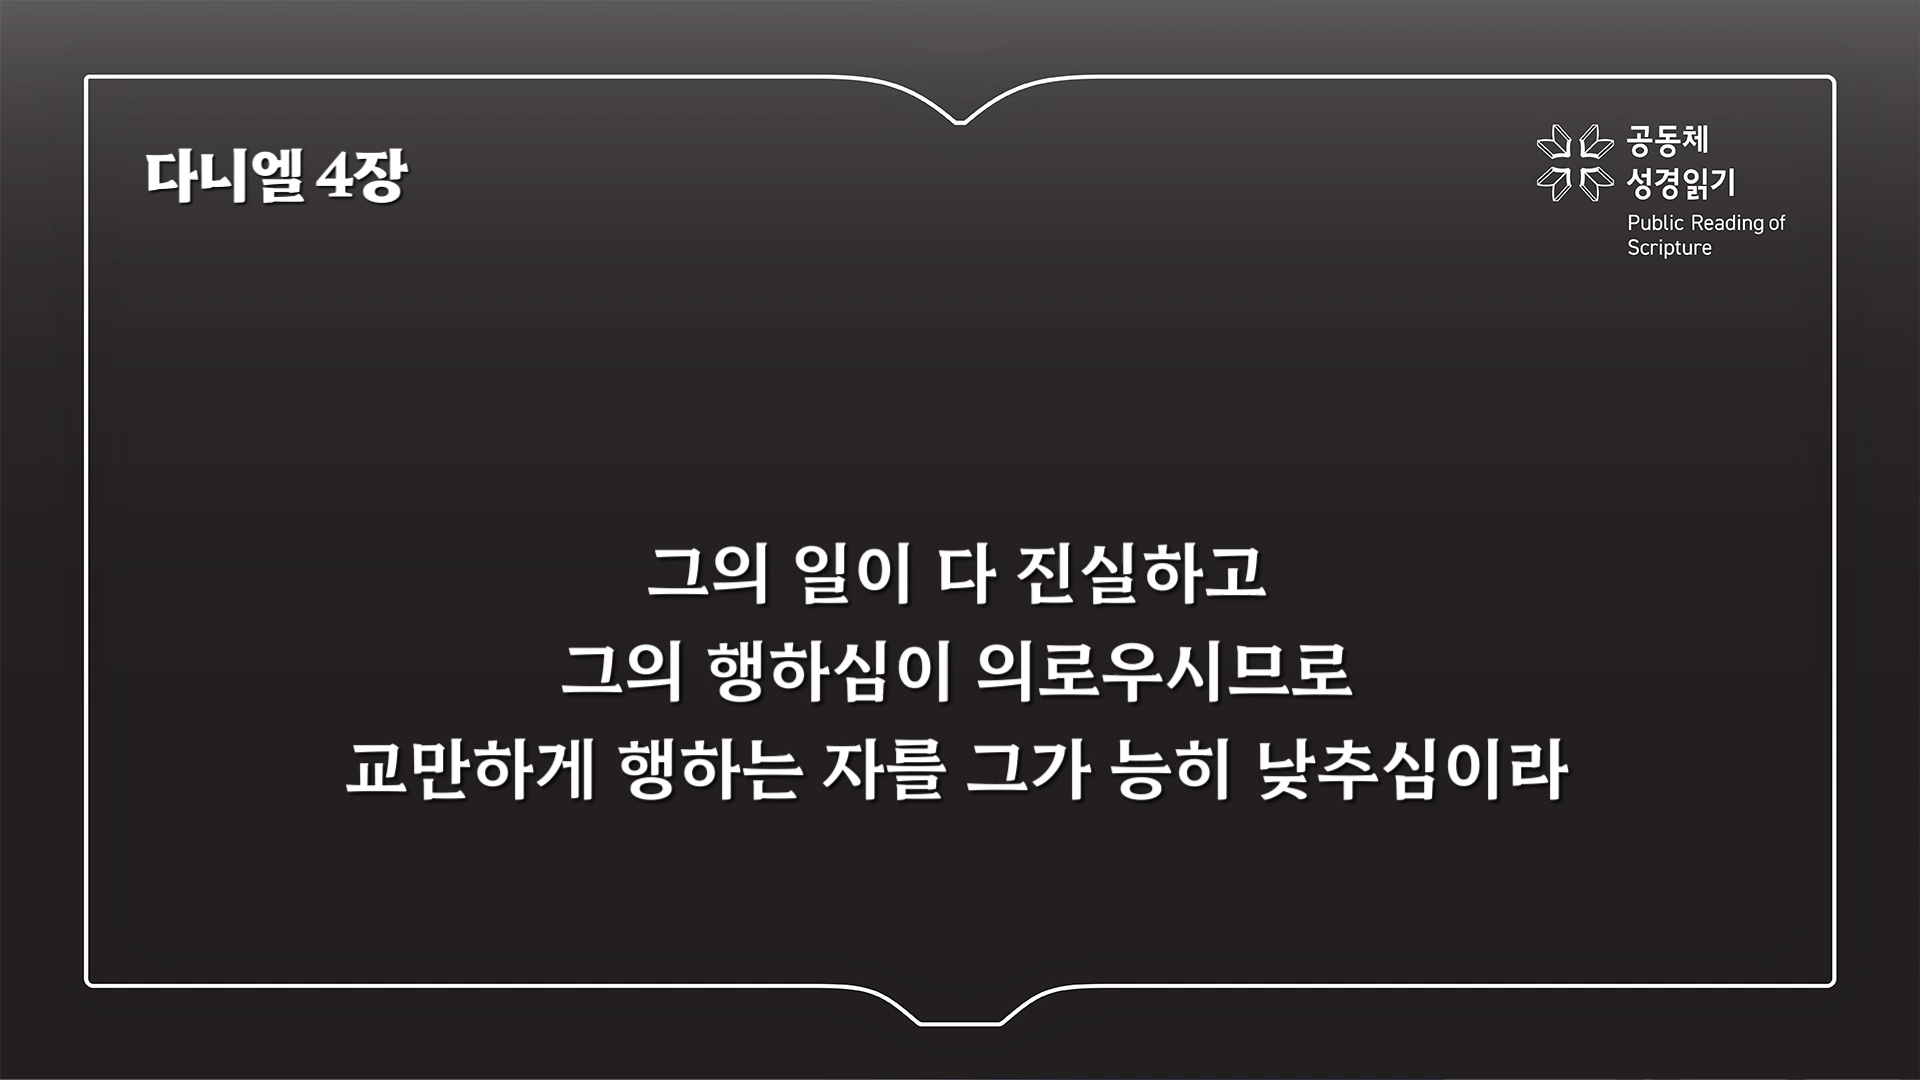 다니엘 4장
공동체
성경읽기
Public Reading of
Scripture
그의 일이 다 진실하고
그의 행하심이 의로우시므로
교만하게 행하는 자를 그가 능히 낮추심이라